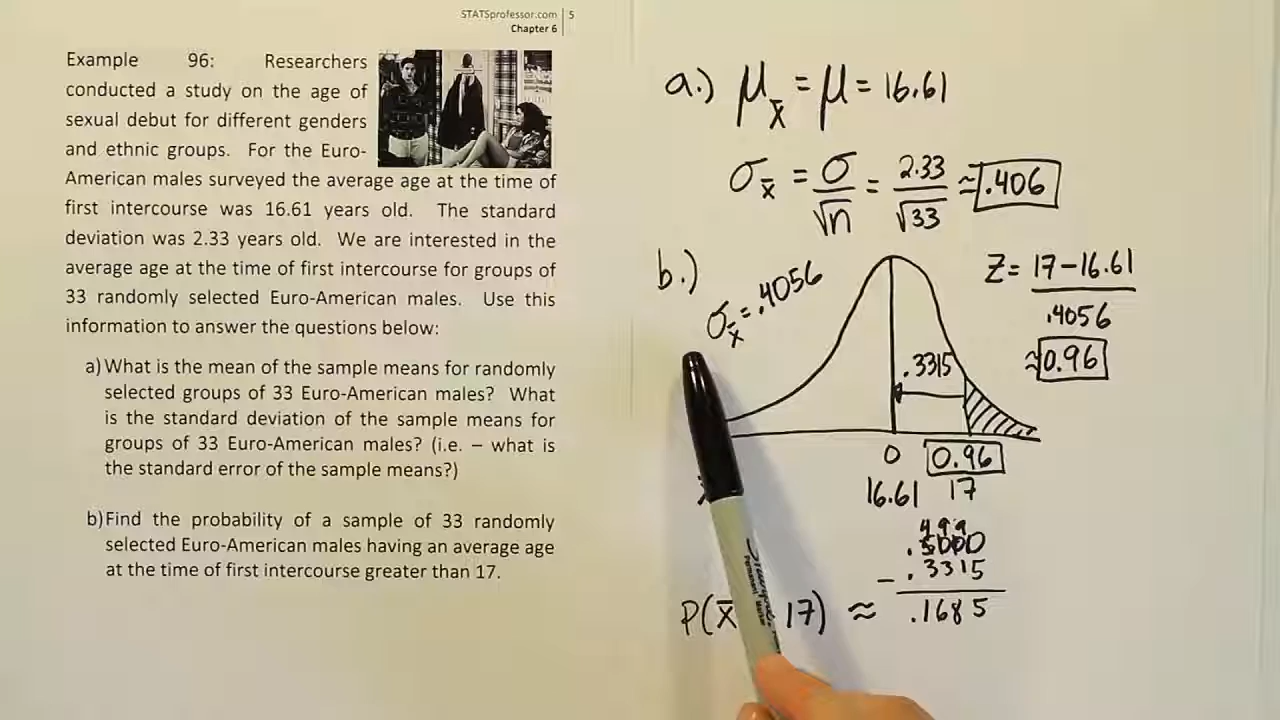 STATSprofessor.com 5
Chapter 6
Example 96: Researchers
conducted a study on the age of
sexual debut for different genders
and ethnic groups. For the Euro-
American males surveyed the average age at the time of
first intercourse was 16.61 years old. The standard
deviation was 2.33 years old. We are interested in the
average age at the time of first intercourse for groups of
33 randomly selected Euro-American males. Use this
information to answer the questions below:
a) What is the mean of the sample means for randomly
selected groups of 33 Euro-American males? What
is the standard deviation of the sample means for
groups of 33 Euro-American males? (i.e. – what is
the standard error of the sample means?)
b) Find the probability of a sample of 33 randomly
selected Euro-American males having an average age
at the time of first intercourse greater than 17.
a.) μx̄ = μ = 16.61
σx̄ = σ/√n = 2.33/√33 ≈ .406
b.)
σx̄ = .4056
Z = 17 – 16.61
.4056
≈ 0.96
.3315
0 0.96
16.61 17
4 9 9
.5000
– .3315
P(x̄ 17) ≈ .1685